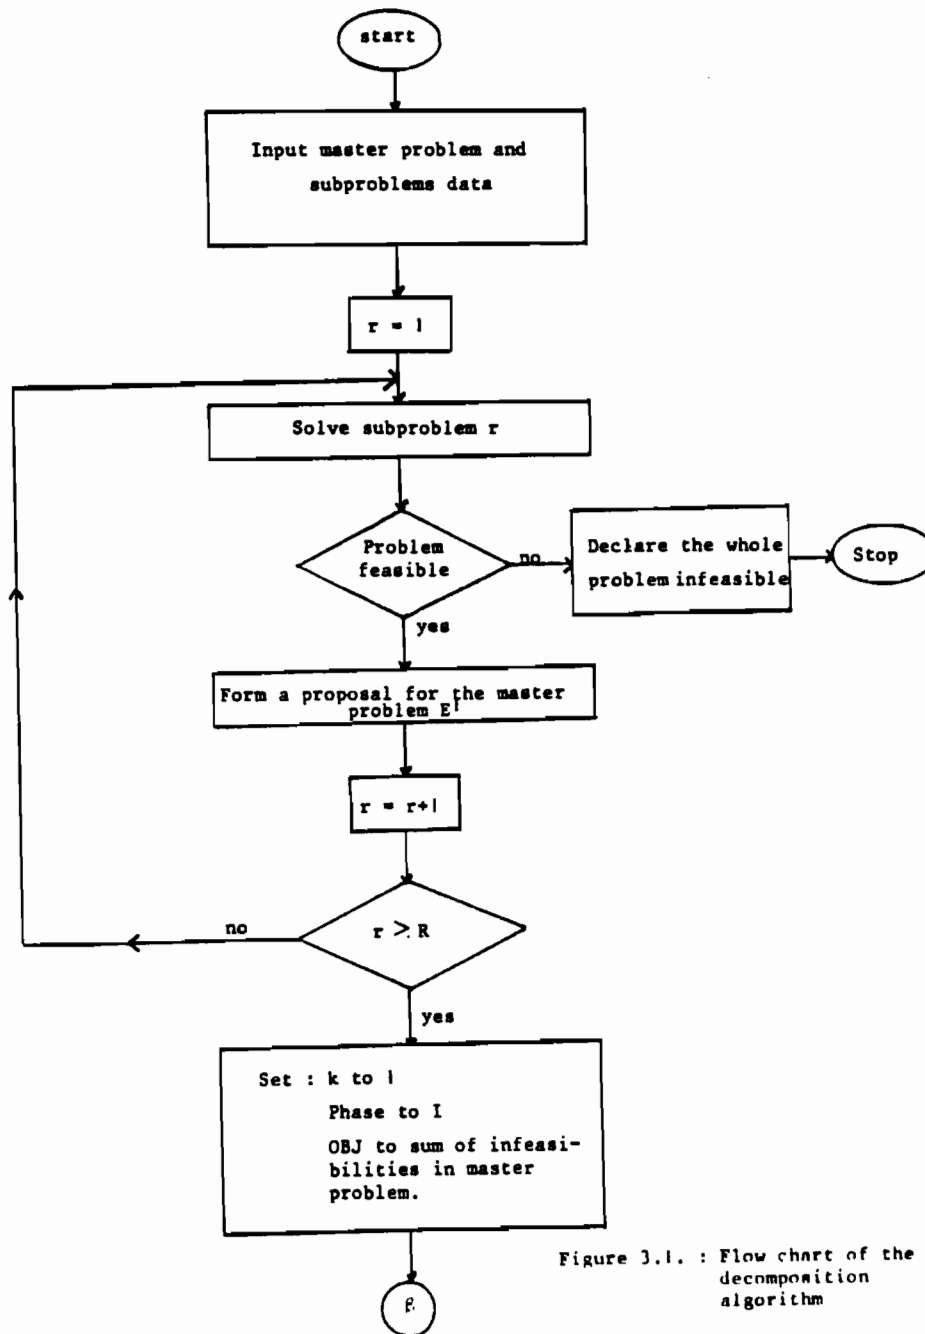 start
Input master problem and
subproblems data
r = 1
Solve subproblem r
Problem
feasible
no
Declare the whole
problem infeasible
Stop
yes
Form a proposal for the master
problem E¹
r = r+1
r > R
no
yes
Set : k to 1
Phase to I
OBJ to sum of infeasi-
bilities in master
problem.
Figure 3.1. : Flow chart of the
decomposition
algorithm